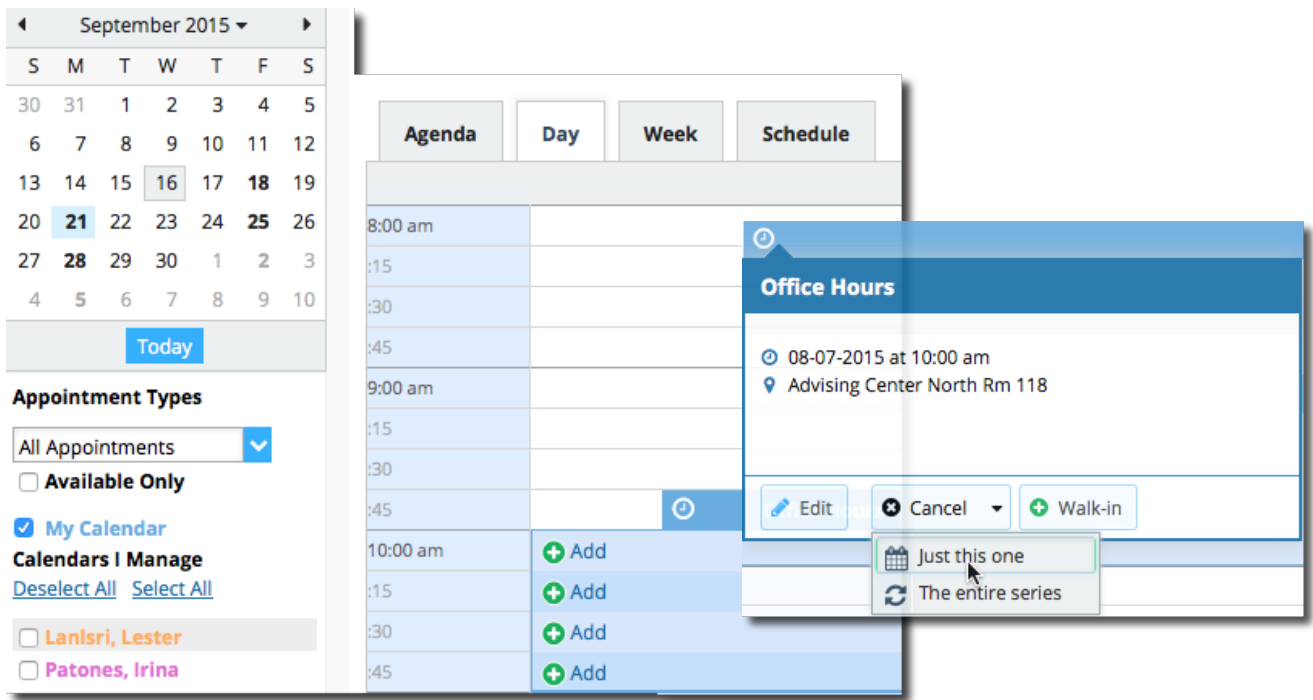 September 2015
S M T W T F S
30 31 1 2 3 4 5
6 7 8 9 10 11 12
13 14 15 16 17 18 19
20 21 22 23 24 25 26
27 28 29 30 1 2 3
4 5 6 7 8 9 10
Today
Appointment Types
All Appointments
Available Only
My Calendar
Calendars I Manage
Deselect All Select All
LanIsri, Lester
Patones, Irina
Agenda Day Week Schedule
8:00 am
:15
:30
:45
9:00 am
:15
:30
:45
10:00 am Add
:15 Add
:30 Add
:45 Add
Office Hours
08-07-2015 at 10:00 am
Advising Center North Rm 118
Edit Cancel Walk-in
Just this one
The entire series